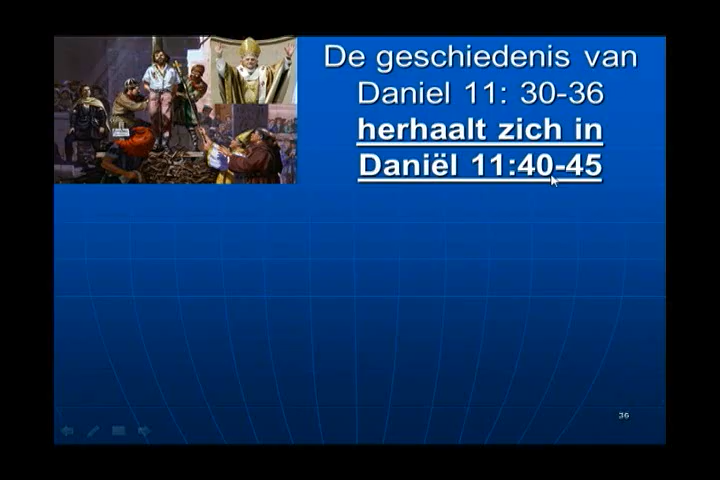 De geschiedenis van
Daniel 11: 30-36
herhaalt zich in
Daniël 11:40-45
36